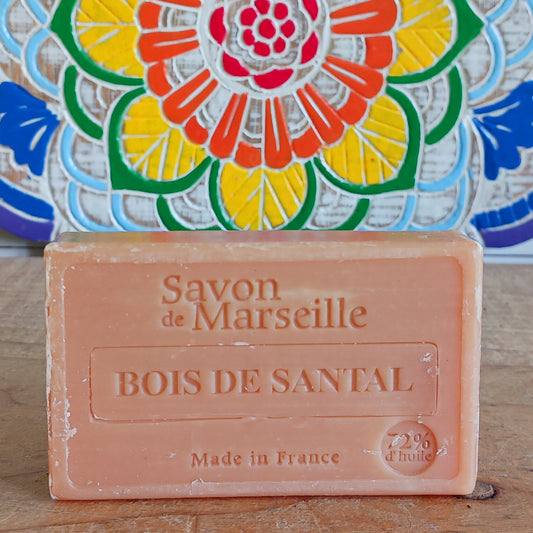 Savon
de Marseille
BOIS DE SANTAL
72%
d'huile
Made in France